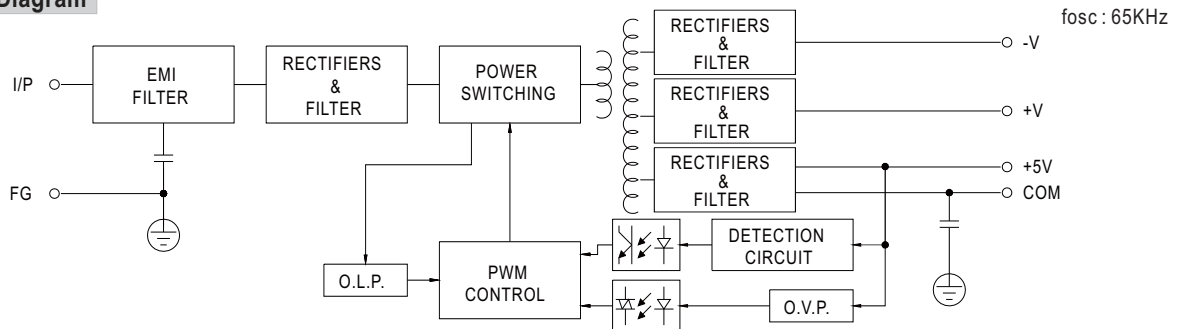 Diagram
fosc : 65KHz
I/P
EMI
FILTER
RECTIFIERS
&
FILTER
POWER
SWITCHING
RECTIFIERS
&
FILTER
-V
RECTIFIERS
&
FILTER
+V
RECTIFIERS
&
FILTER
+5V
COM
FG
O.L.P.
PWM
CONTROL
DETECTION
CIRCUIT
O.V.P.